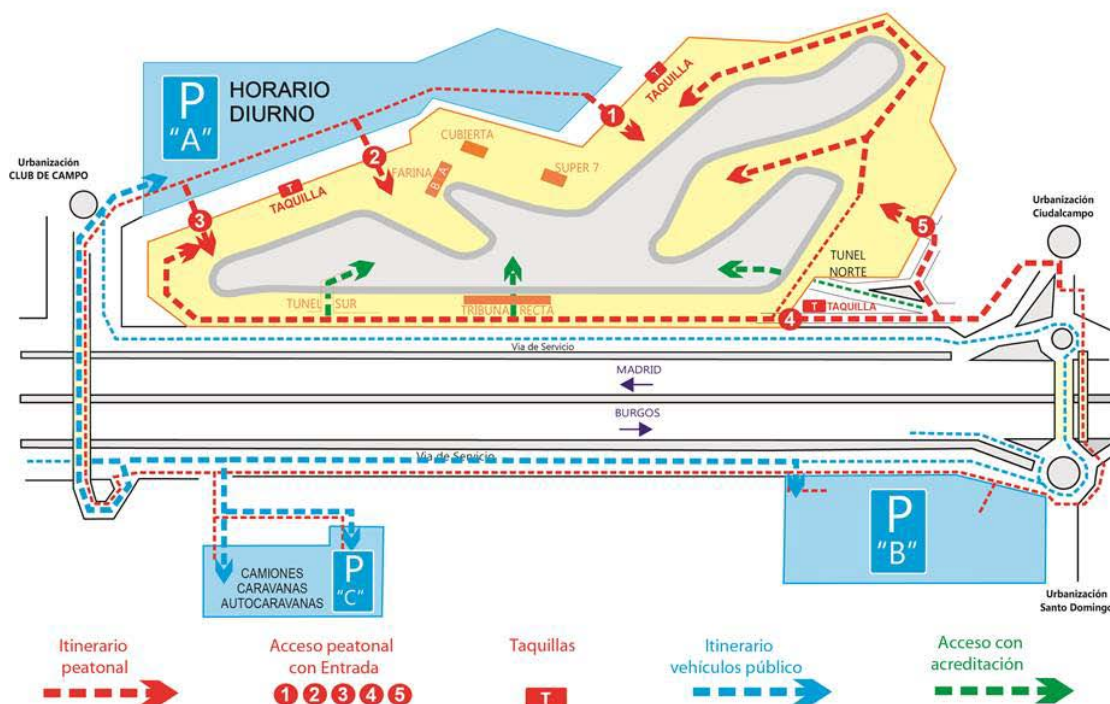 P
"A"
HORARIO
DIURNO
Urbanización
CLUB DE CAMPO
T
TAQUILLA
1
2
3
CUBIERTA
FARINA
B A
SUPER 7
T
TAQUILLA
Urbanización
Ciudalcampo
5
TUNEL
NORTE
T TAQUILLA
4
TUNEL SUR
TRIBUNA RECTA
Via de Servicio
MADRID
BURGOS
Via de Servicio
P
"B"
CAMIONES
CARAVANAS
AUTOCARAVANAS
P
"C"
Urbanización
Santo Domingo
Itinerario
peatonal
Acceso peatonal
con Entrada
1 2 3 4 5
Taquillas
T
Itinerario
vehículos público
Acceso con
acreditación